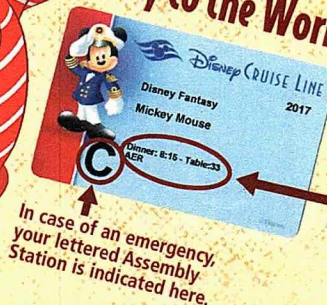 to the Wor
Disney CRUISE LINE
Disney Fantasy 2017
Mickey Mouse
C
Dinner: 8:15 - Table:33
AER
In case of an emergency,
your lettered Assembly
Station is indicated here.